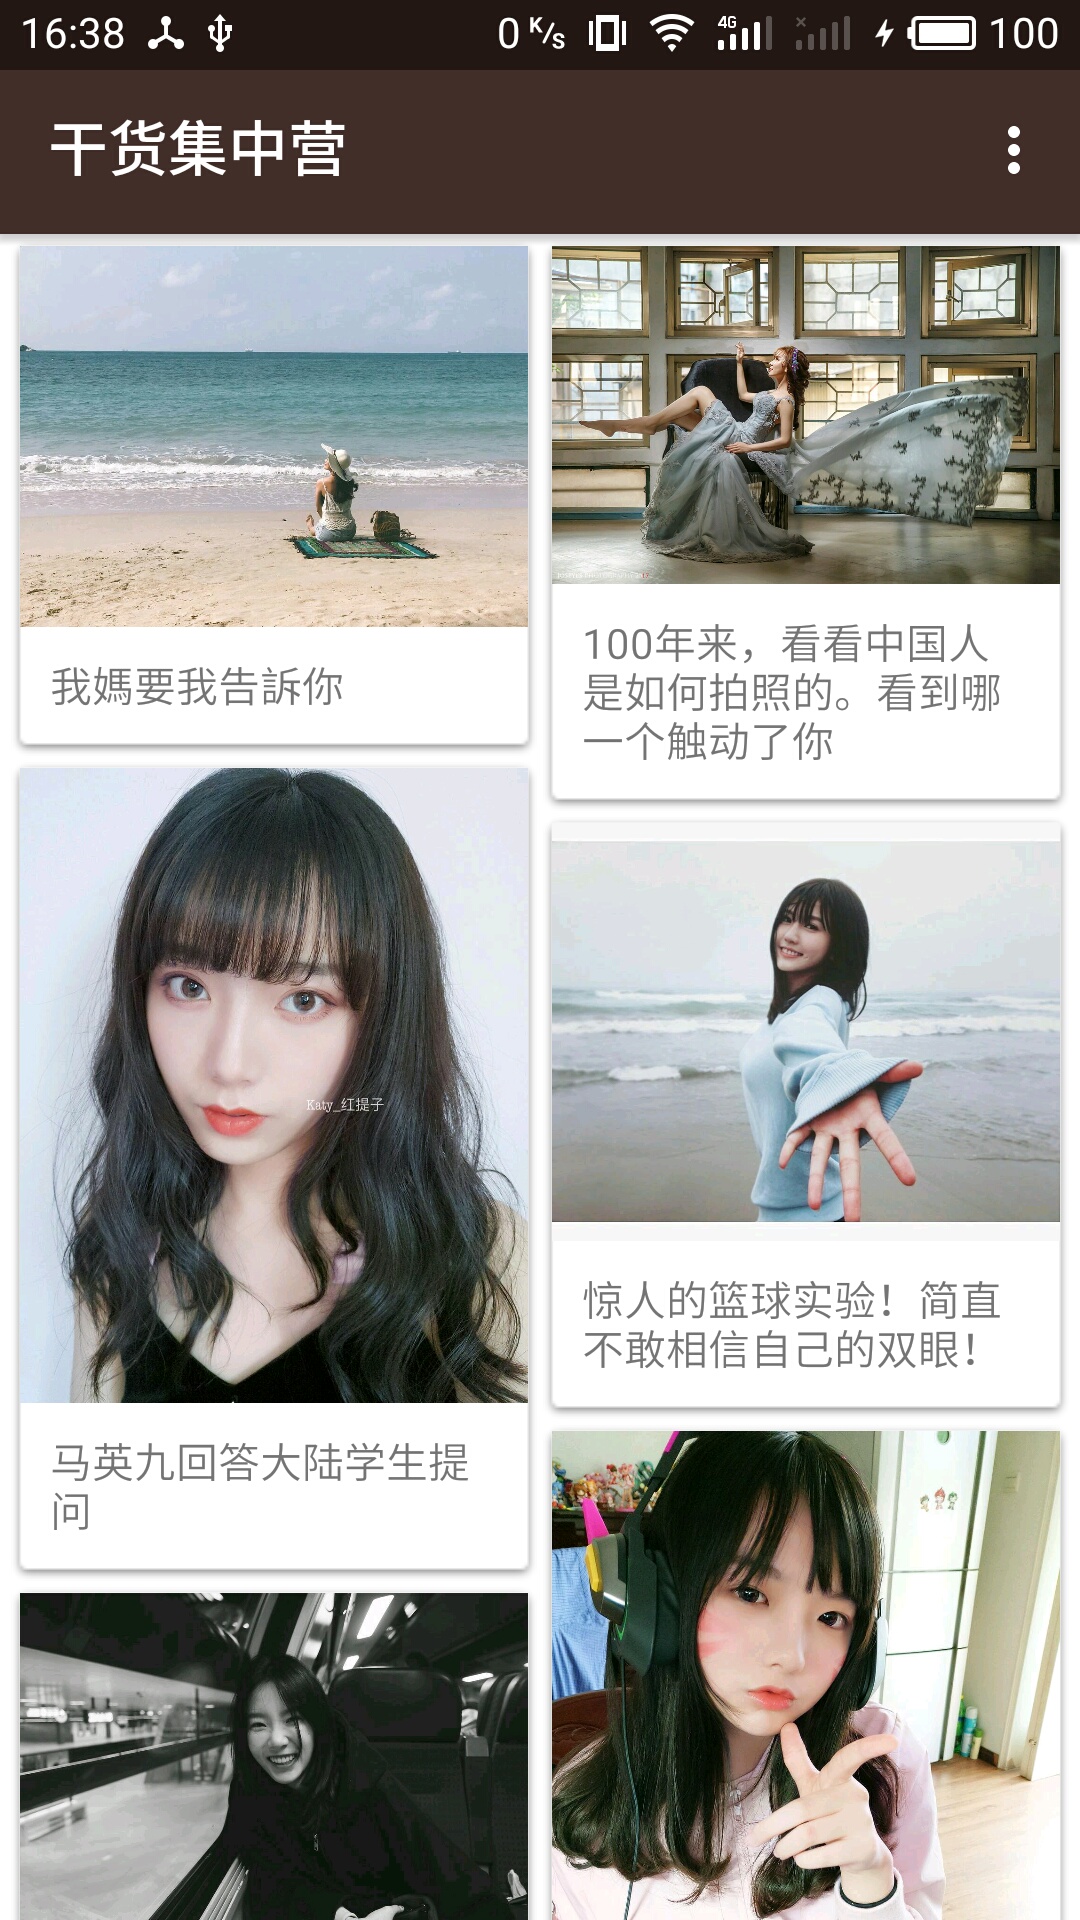 16:38
0 K/s
4G
100
干货集中营
我媽要我告訴你
100年来，看看中国人
是如何拍照的。看到哪
一个触动了你
Katy_红提子
马英九回答大陆学生提
问
惊人的篮球实验！简直
不敢相信自己的双眼！